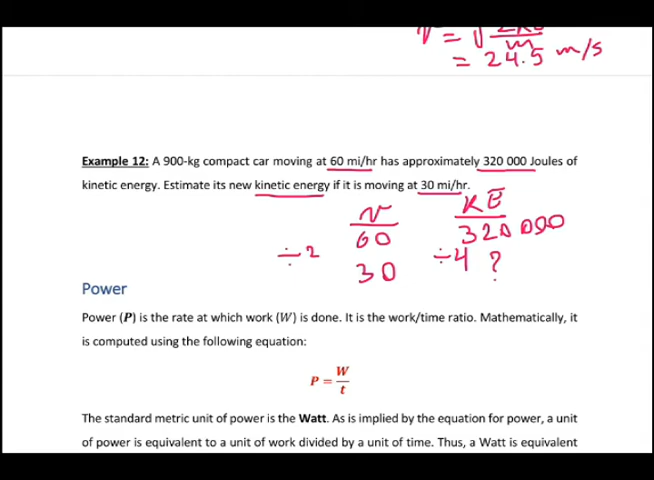 v = √2KE/m
= 24.5 m/s
Example 12: A 900-kg compact car moving at 60 mi/hr has approximately 320 000 Joules of
kinetic energy. Estimate its new kinetic energy if it is moving at 30 mi/hr.
v KE
60 320 000
÷2 ÷4
30 ?
Power
Power (P) is the rate at which work (W) is done. It is the work/time ratio. Mathematically, it
is computed using the following equation:
P = W/t
The standard metric unit of power is the Watt. As is implied by the equation for power, a unit
of power is equivalent to a unit of work divided by a unit of time. Thus, a Watt is equivalent